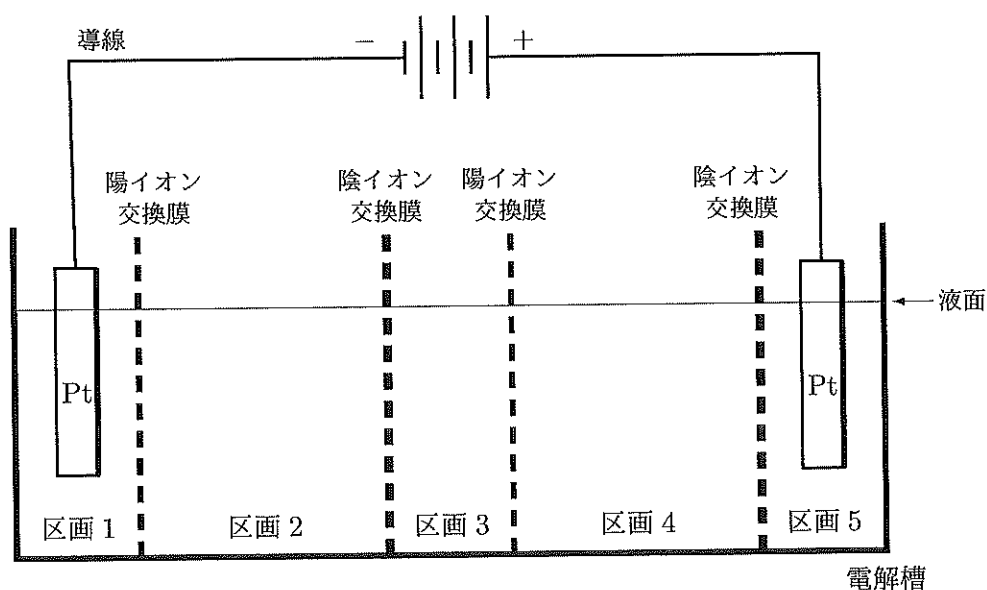 導線
− +
陽イオン
交換膜
陰イオン
交換膜
陽イオン
交換膜
陰イオン
交換膜
液面
Pt
Pt
区画 1
区画 2
区画 3
区画 4
区画 5
電解槽